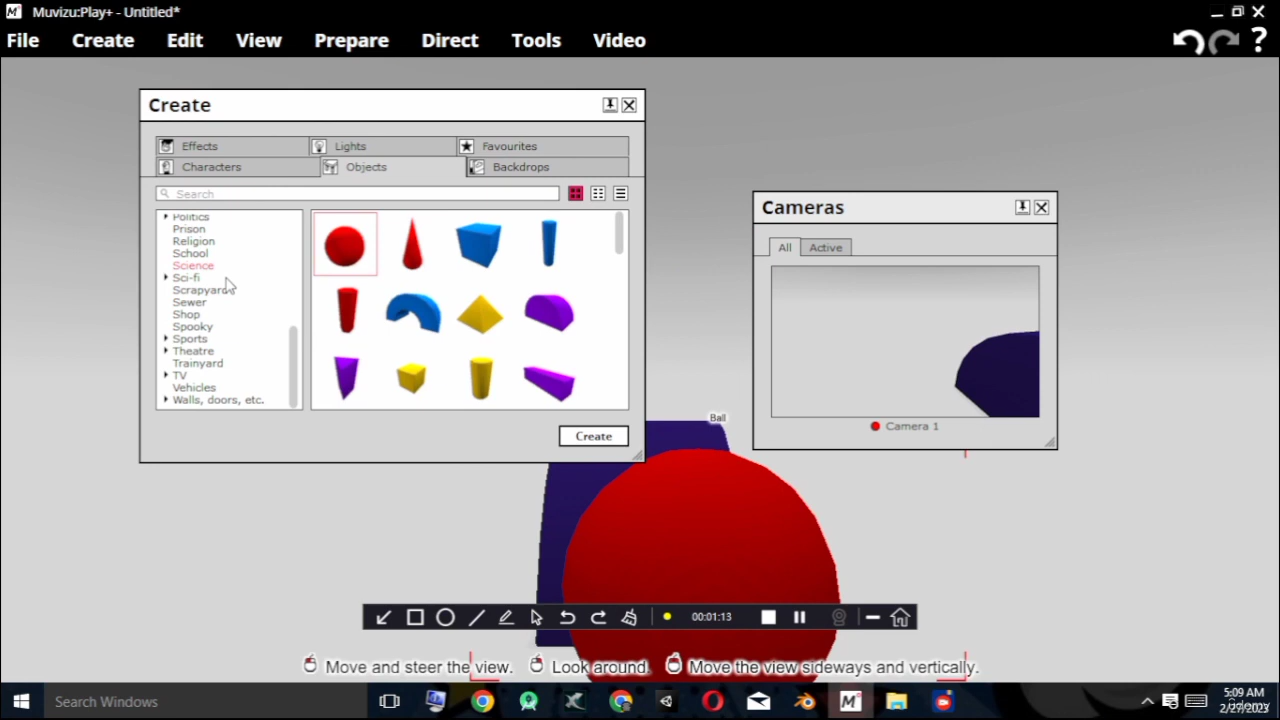 Muvizu:Play+ - Untitled*
File Create Edit View Prepare Direct Tools Video ?
Create
Effects Lights Favourites
Characters Objects Backdrops
Search
Politics
Prison
Religion
School
Science
Sci-fi
Scrapyard
Sewer
Shop
Spooky
Sports
Theatre
Trainyard
TV
Vehicles
Walls, doors, etc.
Create
Cameras
All Active
Camera 1
Ball
00:01:13
Move and steer the view. Look around. Move the view sideways and vertically.
Search Windows
5:09 AM
2/27/2023